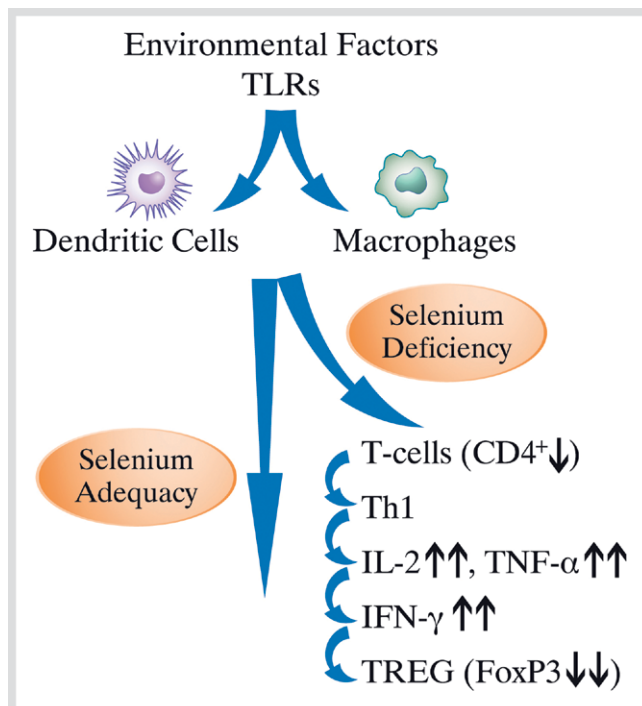 Environmental Factors
TLRs
Dendritic Cells
Macrophages
Selenium
Deficiency
Selenium
Adequacy
T-cells (CD4⁺↓)
Th1
IL-2↑↑, TNF-α↑↑
IFN-γ↑↑
TREG (FoxP3↓↓)